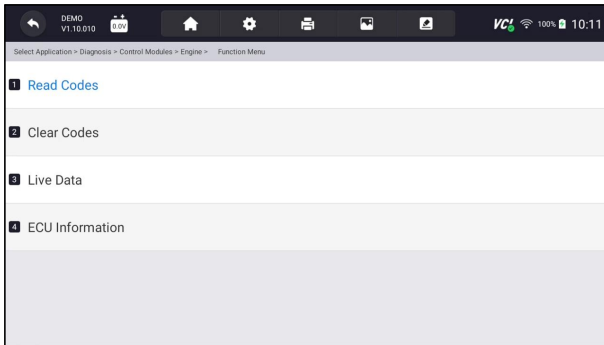 DEMO
V1.10.010
0.0V
VCI 100% 10:11
Select Application > Diagnosis > Control Modules > Engine > Function Menu
1 Read Codes
2 Clear Codes
3 Live Data
4 ECU Information